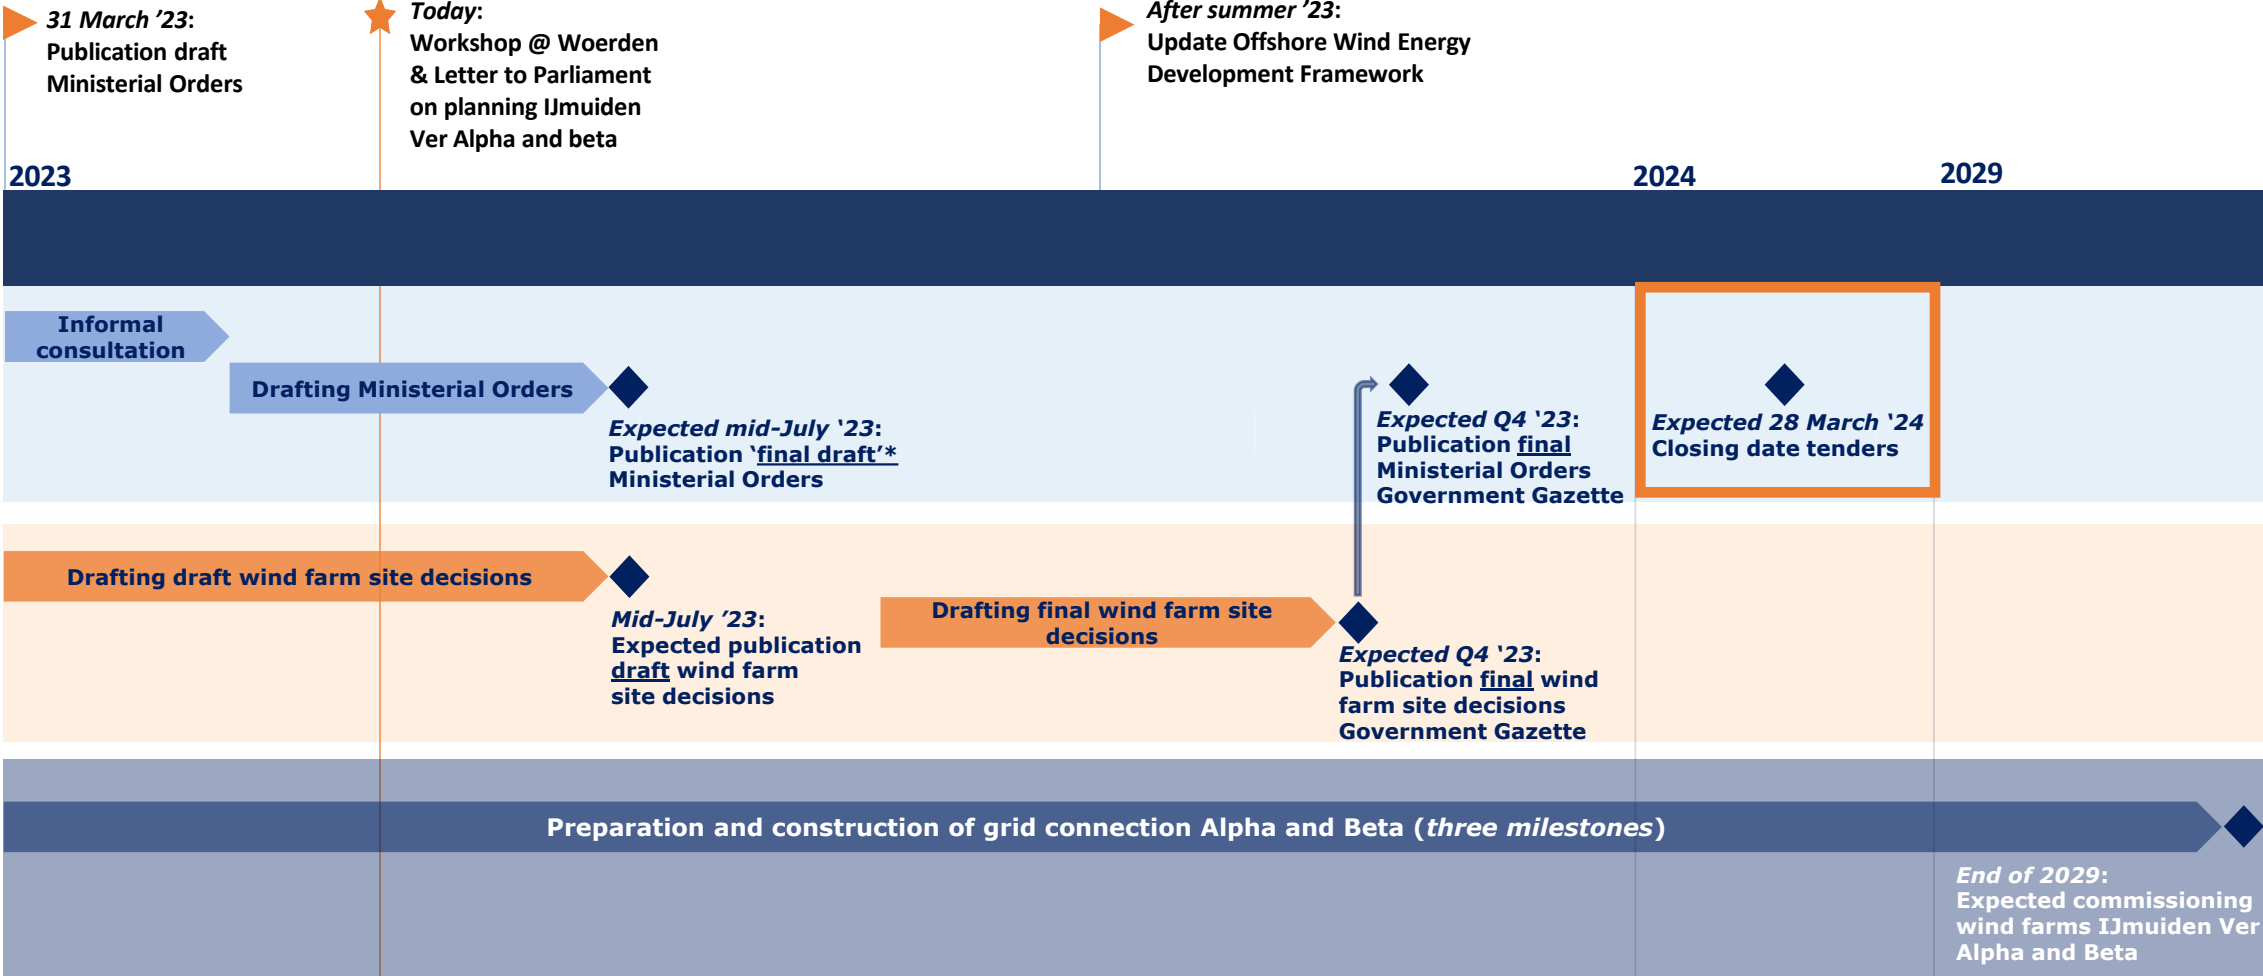 31 March ’23:
Publication draft
Ministerial Orders
Today:
Workshop @ Woerden
& Letter to Parliament
on planning IJmuiden
Ver Alpha and beta
After summer ’23:
Update Offshore Wind Energy
Development Framework
2023
2024
2029
Informal
consultation
Drafting Ministerial Orders
Expected mid-July ‘23:
Publication ‘final draft’*
Ministerial Orders
Expected Q4 ‘23:
Publication final
Ministerial Orders
Government Gazette
Expected 28 March ‘24
Closing date tenders
Drafting draft wind farm site decisions
Mid-July ’23:
Expected publication
draft wind farm
site decisions
Drafting final wind farm site
decisions
Expected Q4 ‘23:
Publication final wind
farm site decisions
Government Gazette
Preparation and construction of grid connection Alpha and Beta (three milestones)
End of 2029:
Expected commissioning
wind farms IJmuiden Ver
Alpha and Beta